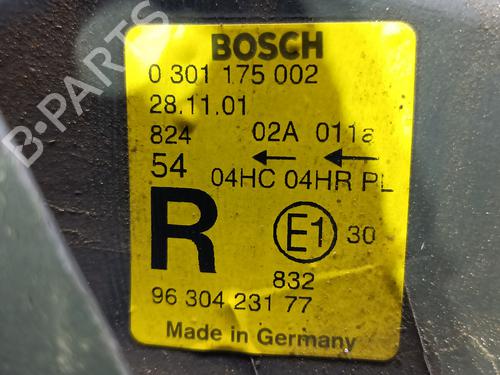 BOSCH
0 301 175 002
28.11.01
824 02A 011a
54 ← ←
04HC 04HR PL
R E1 30
832
96 304 231 77
Made in Germany
B-PARTS